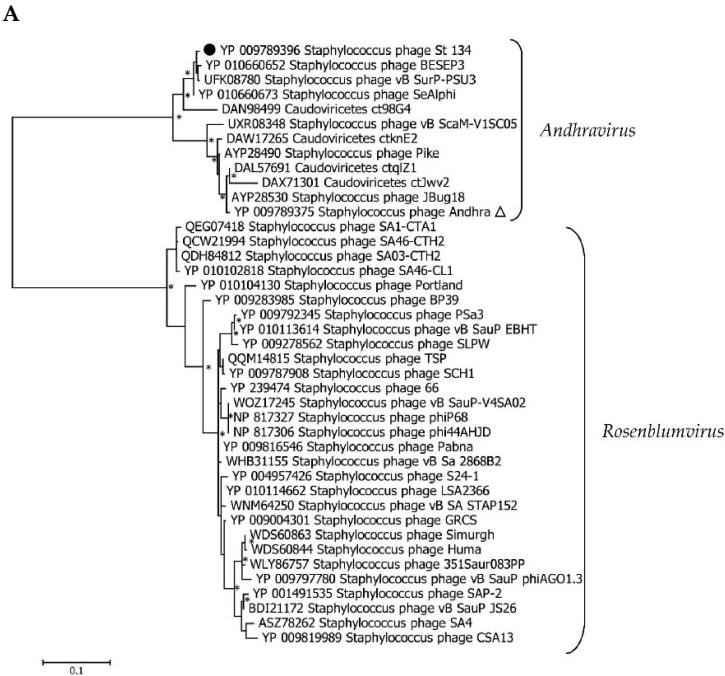 A
YP 009789396 Staphylococcus phage St 134
YP 010660652 Staphylococcus phage BESEP3
UFK08780 Staphylococcus phage vB SurP-PSU3
YP 010660673 Staphylococcus phage SeAlphi
DAN98499 Caudoviricetes ct98G4
UXR08348 Staphylococcus phage vB ScaM-V1SC05
Andhravirus
DAW17265 Caudoviricetes ctknE2
AYP28490 Staphylococcus phage Pike
DAL57691 Caudoviricetes ctqlZ1
DAX71301 Caudoviricetes ctJwv2
AYP28530 Staphylococcus phage JBug18
YP 009789375 Staphylococcus phage Andhra
QEG07418 Staphylococcus phage SA1-CTA1
QCW21994 Staphylococcus phage SA46-CTH2
QDH84812 Staphylococcus phage SA03-CTH2
YP 010102818 Staphylococcus phage SA46-CL1
YP 010104130 Staphylococcus phage Portland
YP 009283985 Staphylococcus phage BP39
YP 009792345 Staphylococcus phage PSa3
YP 010113614 Staphylococcus phage vB SauP EBHT
YP 009278562 Staphylococcus phage SLPW
QQM14815 Staphylococcus phage TSP
YP 009787908 Staphylococcus phage SCH1
YP 239474 Staphylococcus phage 66
WOZ17245 Staphylococcus phage vB SauP-V4SA02
NP 817327 Staphylococcus phage phiP68
NP 817306 Staphylococcus phage phi44AHJD
Rosenblumvirus
YP 009816546 Staphylococcus phage Pabna
WHB31155 Staphylococcus phage vB Sa 2868B2
YP 004957426 Staphylococcus phage S24-1
YP 010114662 Staphylococcus phage LSA2366
WNM64250 Staphylococcus phage vB SA STAP152
YP 009004301 Staphylococcus phage GRCS
WDS60863 Staphylococcus phage Simurgh
WDS60844 Staphylococcus phage Huma
WLY86757 Staphylococcus phage 351Saur083PP
YP 009797780 Staphylococcus phage vB SauP phiAGO1.3
YP 001491535 Staphylococcus phage SAP-2
BDI21172 Staphylococcus phage vB SauP JS26
ASZ78262 Staphylococcus phage SA4
YP 009819989 Staphylococcus phage CSA13
0.1